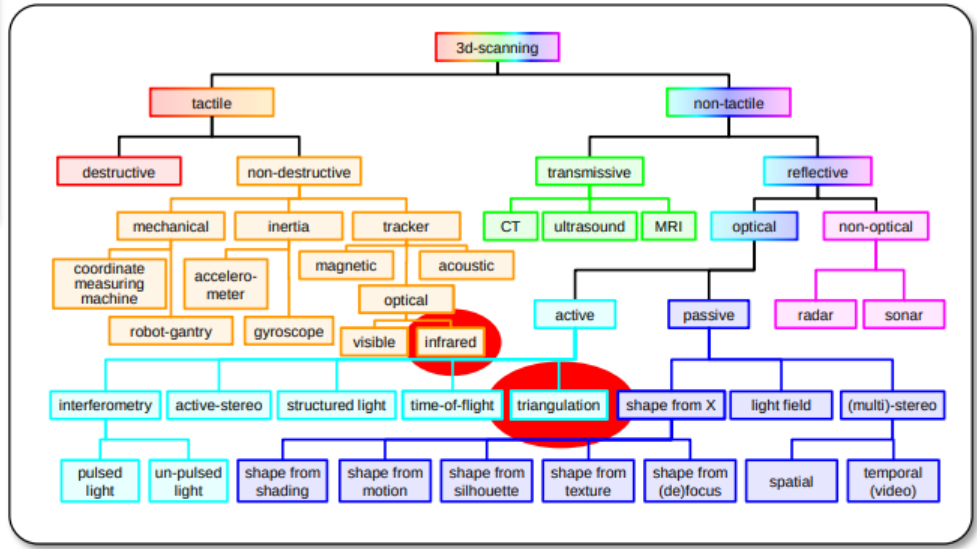 3d-scanning
tactile
non-tactile
destructive
non-destructive
transmissive
reflective
mechanical
inertia
tracker
CT
ultrasound
MRI
optical
non-optical
coordinate
measuring
machine
accelero-
meter
magnetic
acoustic
optical
robot-gantry
gyroscope
visible
infrared
active
passive
radar
sonar
interferometry
active-stereo
structured light
time-of-flight
triangulation
shape from X
light field
(multi)-stereo
pulsed
light
un-pulsed
light
shape from
shading
shape from
motion
shape from
silhouette
shape from
texture
shape from
(de)focus
spatial
temporal
(video)